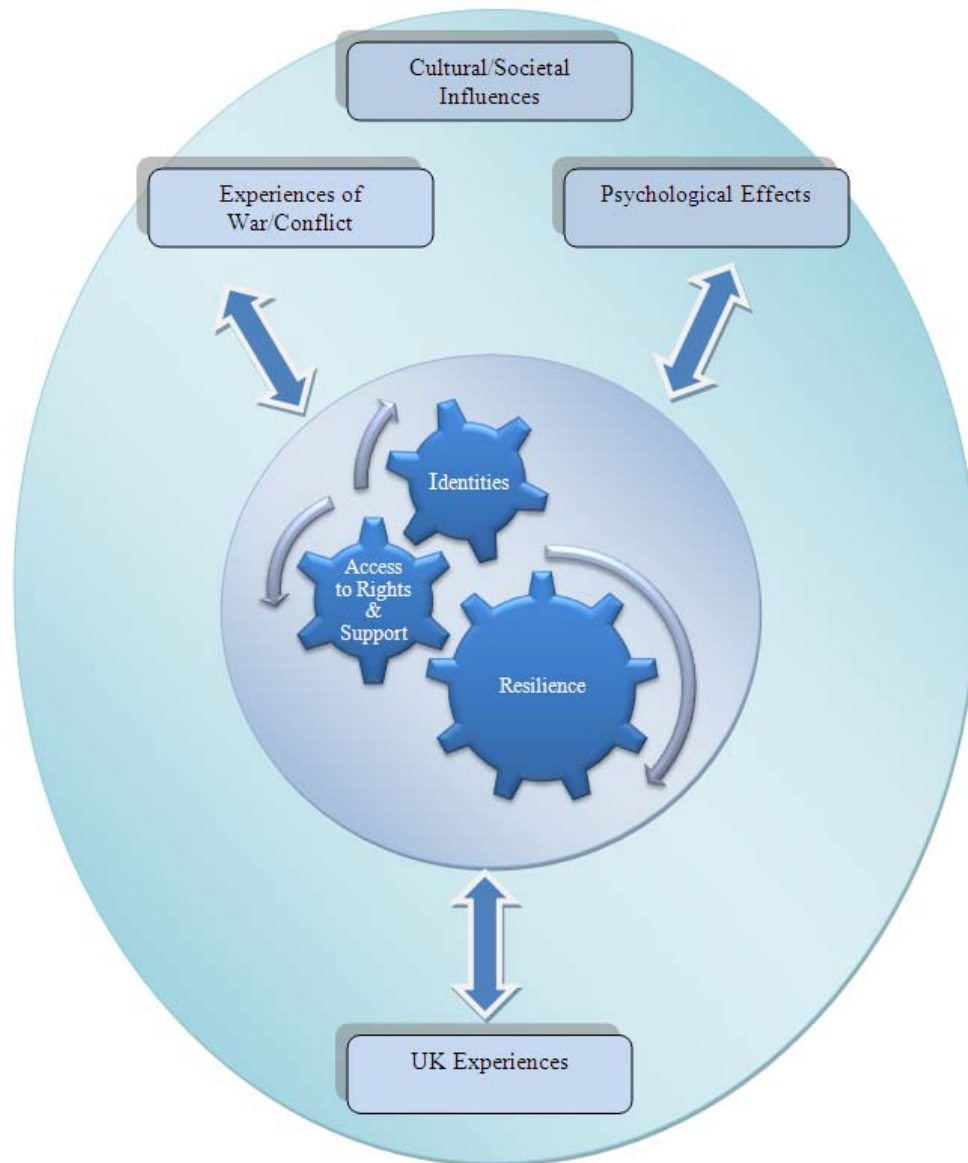 Cultural/Societal
Influences
Experiences of
War/Conflict
Psychological Effects
Identities
Access
to Rights
&
Support
Resilience
UK Experiences